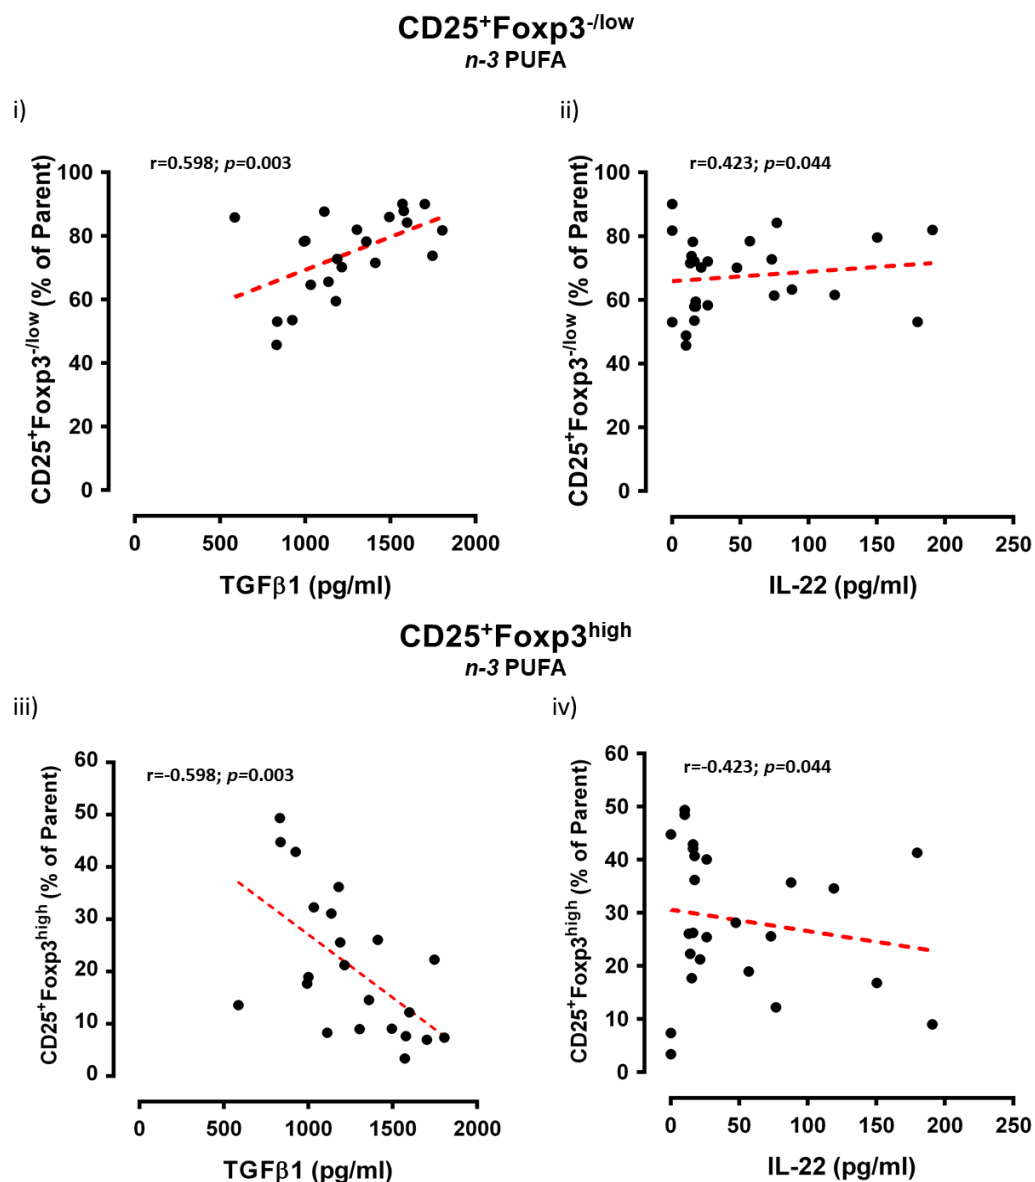 CD25⁺Foxp3⁻/ˡᵒʷ
n-3 PUFA
i)
r=0.598; p=0.003
CD25⁺Foxp3⁻/ˡᵒʷ (% of Parent)
100
80
60
40
20
0
0 500 1000 1500 2000
TGFβ1 (pg/ml)
ii)
r=0.423; p=0.044
CD25⁺Foxp3⁻/ˡᵒʷ (% of Parent)
100
80
60
40
20
0
0 50 100 150 200 250
IL-22 (pg/ml)
CD25⁺Foxp3ʰⁱᵍʰ
n-3 PUFA
iii)
r=-0.598; p=0.003
CD25⁺Foxp3ʰⁱᵍʰ (% of Parent)
60
50
40
30
20
10
0
0 500 1000 1500 2000
TGFβ1 (pg/ml)
iv)
r=-0.423; p=0.044
CD25⁺Foxp3ʰⁱᵍʰ (% of Parent)
60
50
40
30
20
10
0
0 50 100 150 200 250
IL-22 (pg/ml)